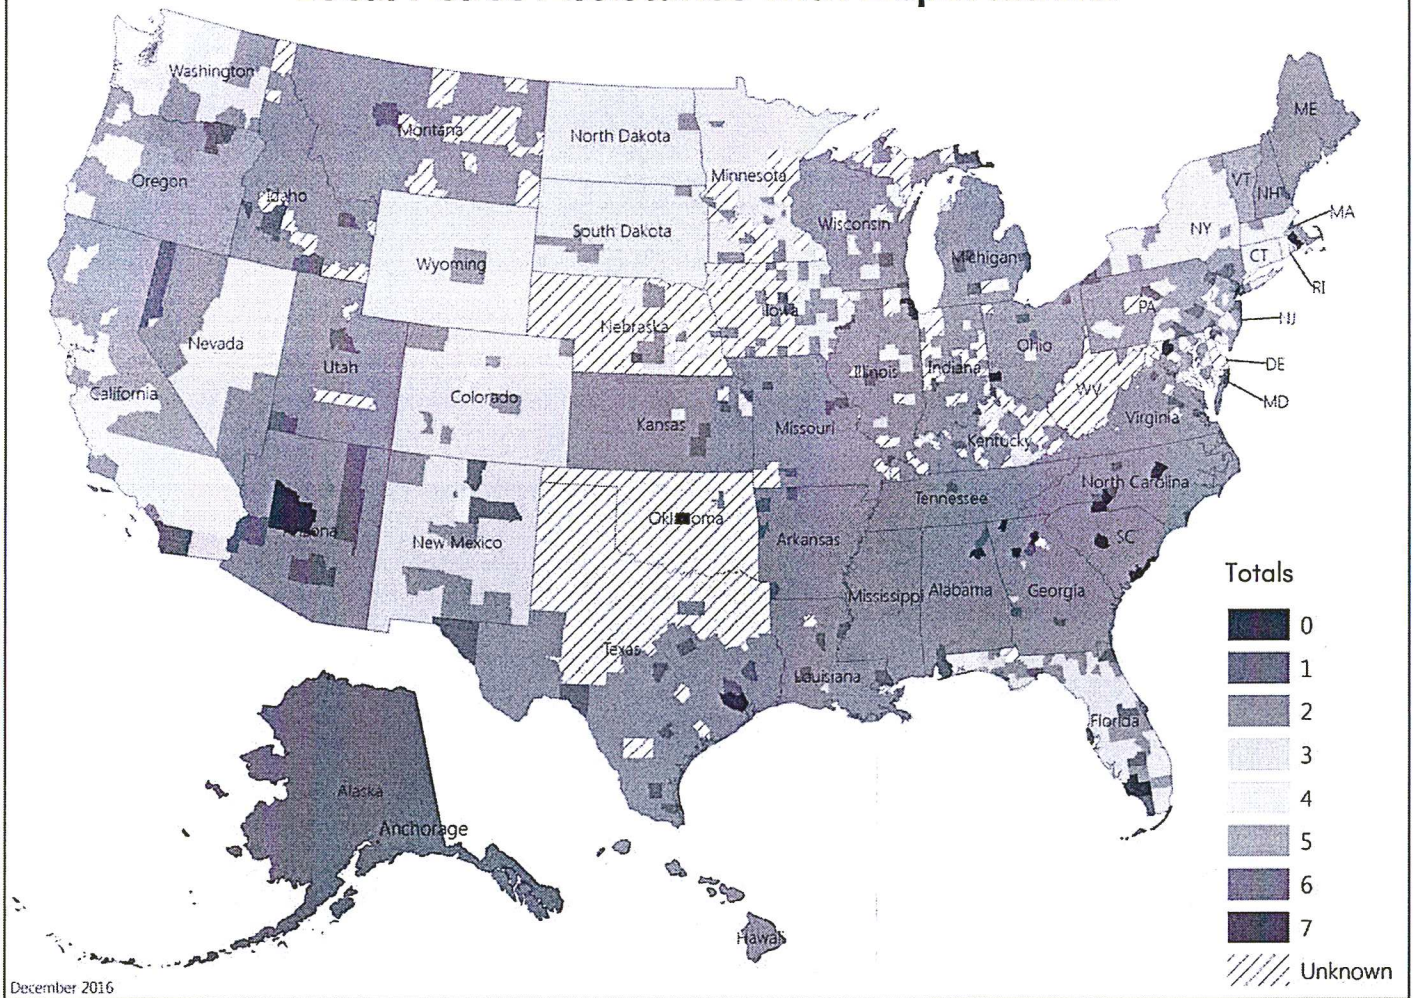 Washington
Montana
North Dakota
Minnesota
ME
VT
NH
Oregon
Idaho
South Dakota
Wisconsin
MA
NY
Wyoming
Michigan
CT
RI
Nebraska
Iowa
PA
NJ
Nevada
Utah
Ohio
Illinois
Indiana
DE
California
Colorado
WV
MD
Kansas
Missouri
Virginia
Kentucky
North Carolina
Tennessee
Oklahoma
Arizona
New Mexico
Arkansas
SC
Mississippi
Alabama
Georgia
Texas
Louisiana
Florida
Alaska
Anchorage
Hawaii
Totals
0
1
2
3
4
5
6
7
Unknown
December 2016